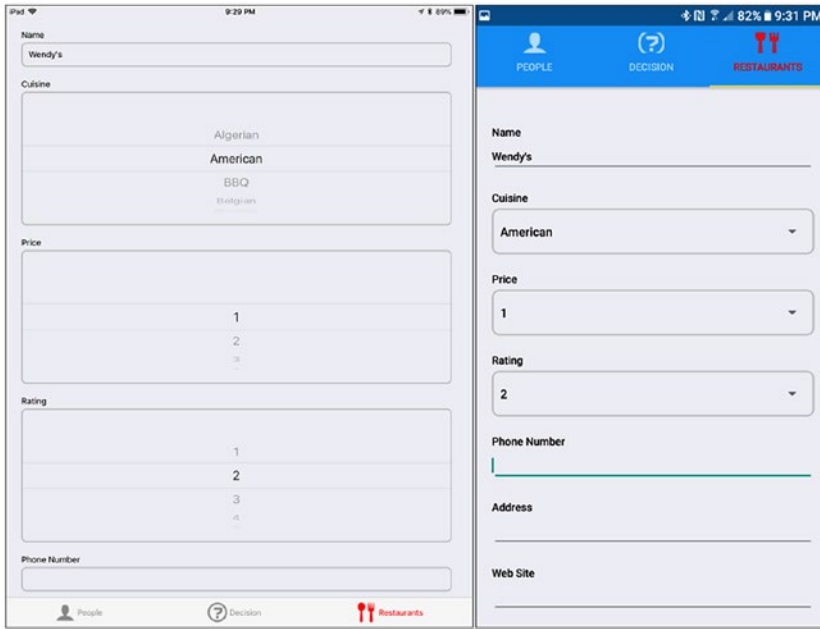 iPad
9:29 PM
89%
Name
Wendy's
Cuisine
Algerian
American
BBQ
Belgian
Price
1
2
3
Rating
1
2
3
4
Phone Number
People
(?) Decision
Restaurants
82% 9:31 PM
PEOPLE
(?)
DECISION
RESTAURANTS
Name
Wendy's
Cuisine
American
Price
1
Rating
2
Phone Number
Address
Web Site